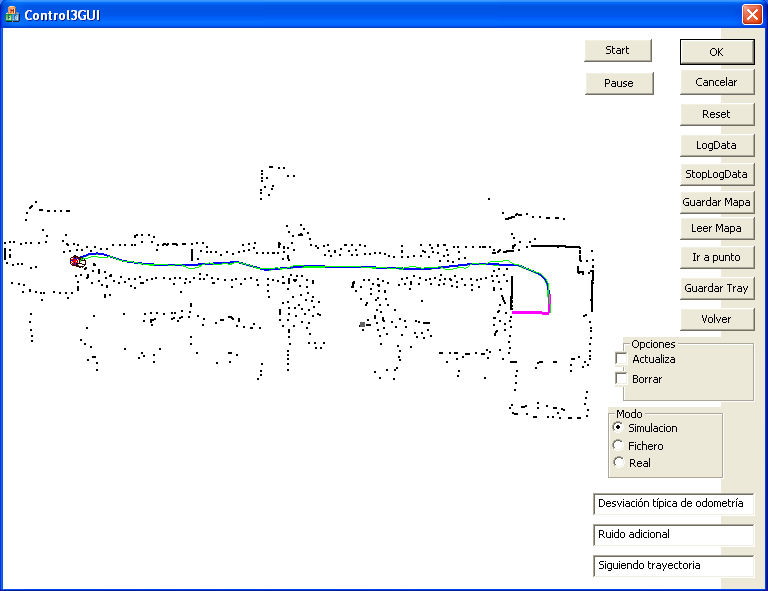 Control3GUI
Start
OK
Pause
Cancelar
Reset
LogData
StopLogData
Guardar Mapa
Leer Mapa
Ir a punto
Guardar Tray
Volver
Opciones
Actualiza
Borrar
Modo
Simulacion
Fichero
Real
Desviación típica de odometría
Ruido adicional
Siguiendo trayectoria